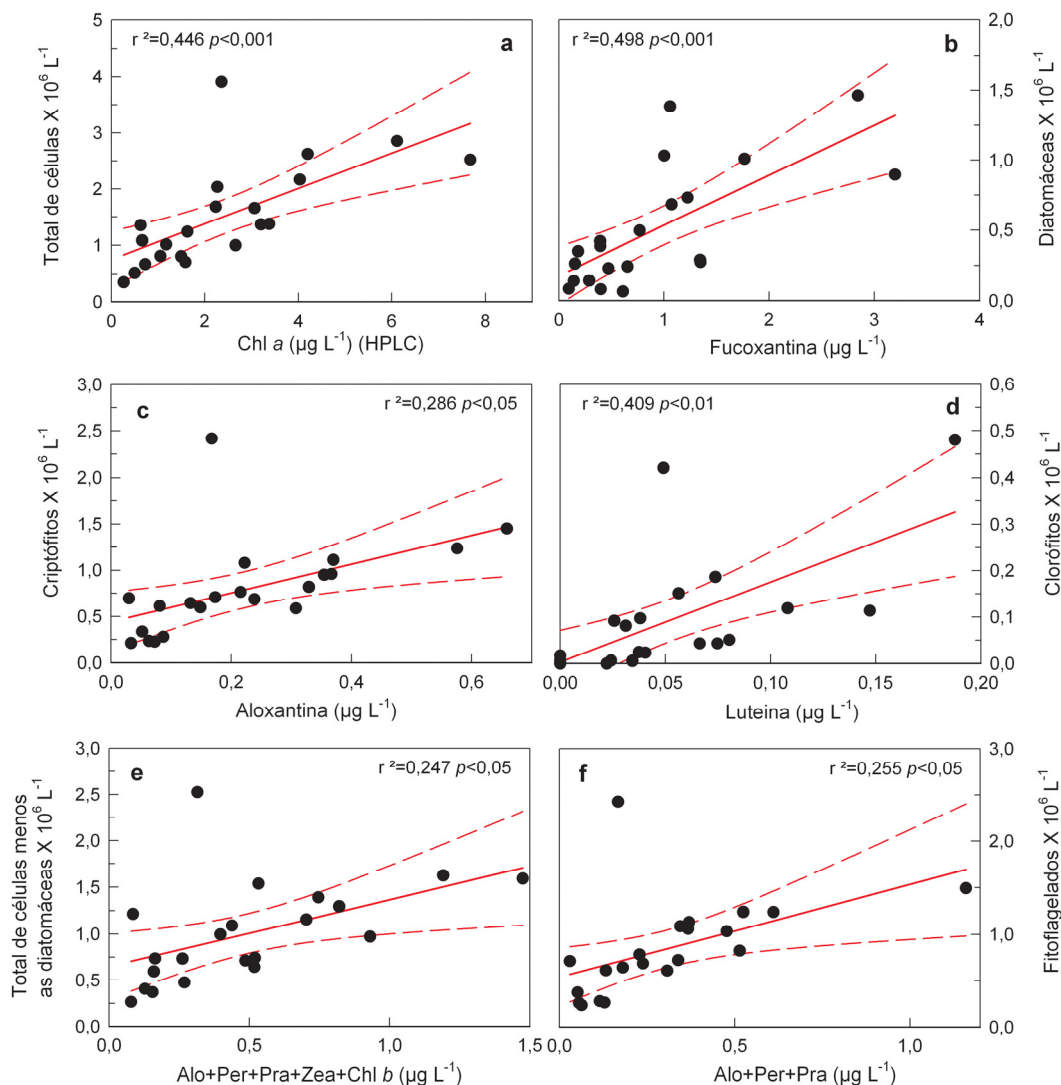 r ²=0,446 p<0,001
a
Total de células X 10⁶ L⁻¹
5
4
3
2
1
0
0 2 4 6 8
Chl a (µg L⁻¹) (HPLC)
r ²=0,498 p<0,001
b
2,0
1,5
1,0
0,5
0,0
Diatomáceas X 10⁶ L⁻¹
0 1 2 3 4
Fucoxantina (µg L⁻¹)
c
r ²=0,286 p<0,05
Criptófitos X 10⁶ L⁻¹
3,0
2,5
2,0
1,5
1,0
0,5
0,0
0,2 0,4 0,6
Aloxantina (µg L⁻¹)
r ²=0,409 p<0,01
d
0,6
0,5
0,4
0,3
0,2
0,1
0,0
Clorófitos X 10⁶ L⁻¹
0,00 0,05 0,10 0,15 0,20
Luteina (µg L⁻¹)
e
r ²=0,247 p<0,05
Total de células menos
as diatomáceas X 10⁶ L⁻¹
3,0
2,5
2,0
1,5
1,0
0,5
0,0
0,0 0,5 1,0 1,5
Alo+Per+Pra+Zea+Chl b (µg L⁻¹)
f
r ²=0,255 p<0,05
3,0
2,0
1,0
0,0
Fitoflagelados X 10⁶ L⁻¹
0,0 0,5 1,0
Alo+Per+Pra (µg L⁻¹)